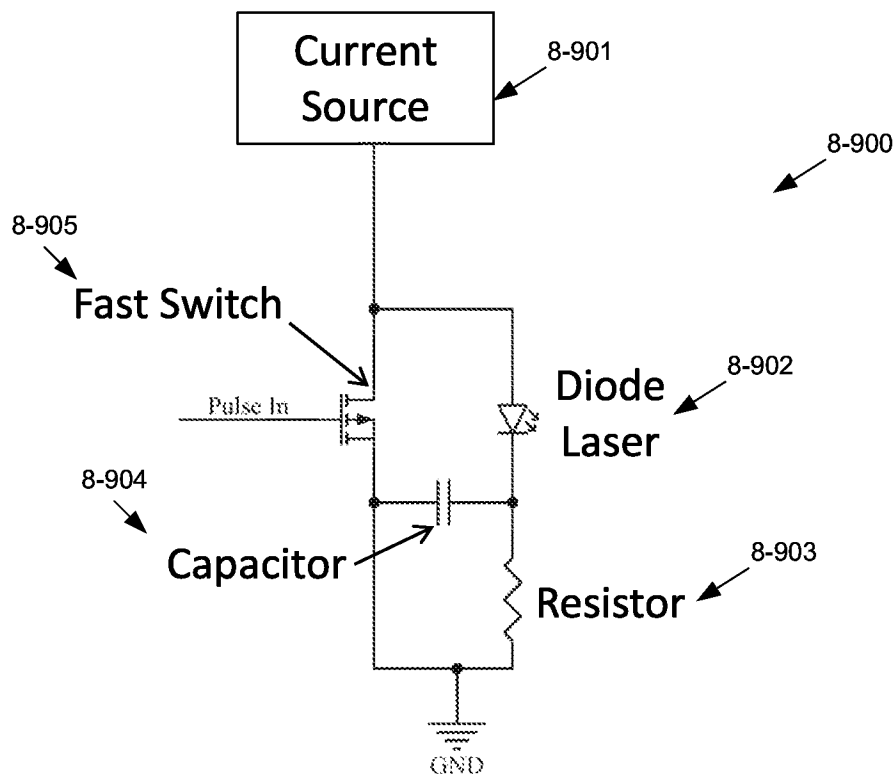 Current
Source
8-901
8-900
8-905
Fast Switch
8-902
Diode
Laser
Pulse In
8-904
Capacitor
8-903
Resistor
GND